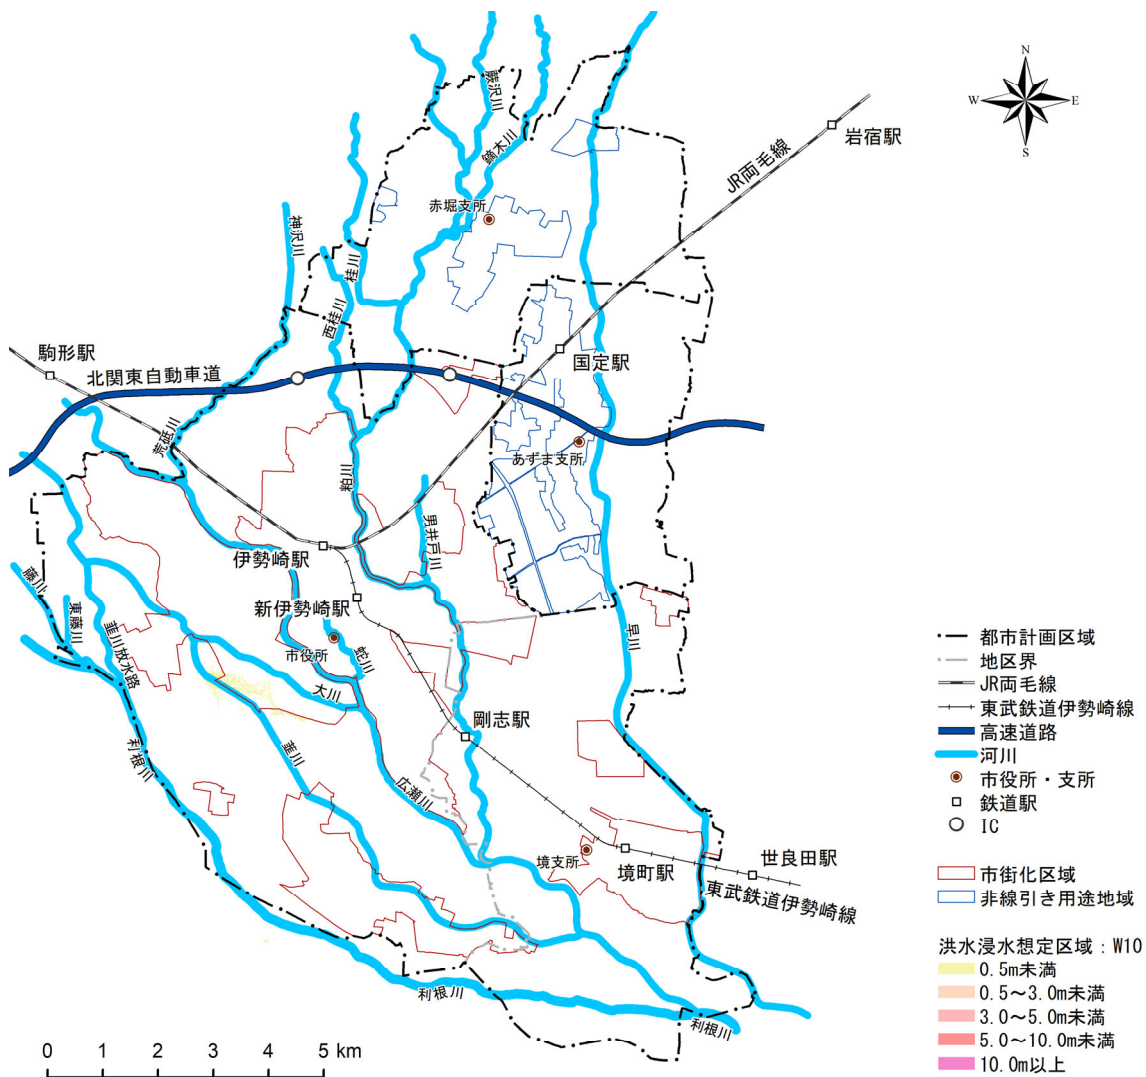 N
W
E
S
蕨沢川
鏑木川
岩宿駅
JR両毛線
赤堀支所
神沢川
桂川
西桂川
駒形駅
北関東自動車道
国定駅
荒砥川
あずま支所
粕川
男井戸川
伊勢崎駅
藤川
東藤川
韮川放水路
新伊勢崎駅
市役所
蛇川
早川
大川
剛志駅
利根川
韮川
広瀬川
境支所
境町駅
世良田駅
東武鉄道伊勢崎線
利根川
利根川
0 1 2 3 4 5 km
都市計画区域
地区界
JR両毛線
東武鉄道伊勢崎線
高速道路
河川
市役所・支所
鉄道駅
IC
市街化区域
非線引き用途地域
洪水浸水想定区域：W10
0.5m未満
0.5～3.0m未満
3.0～5.0m未満
5.0～10.0m未満
10.0m以上